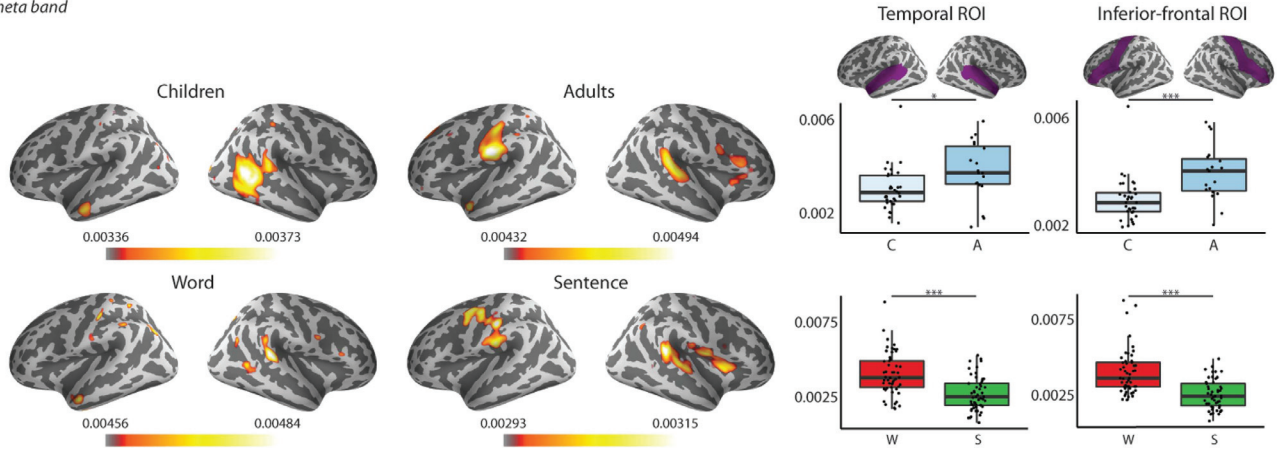 band
Children
Adults
0.00336 0.00373
0.00432 0.00494
Word
Sentence
0.00456 0.00484
0.00293 0.00315
Temporal ROI
Inferior-frontal ROI
*
0.006
0.002
C A
***
0.006
0.002
C A
***
0.0075
0.0025
W S
***
0.0075
0.0025
W S